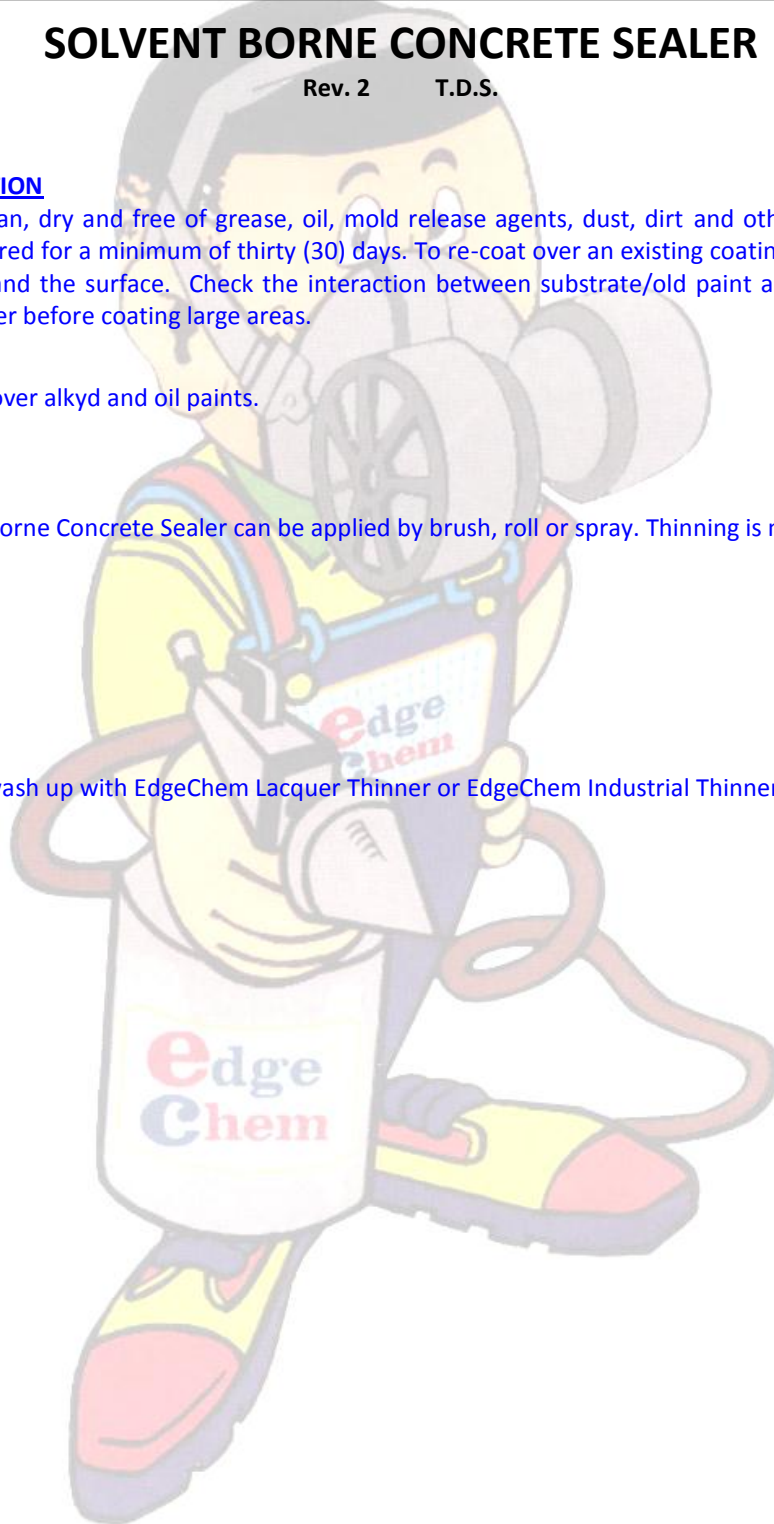 SOLVENT BORNE CONCRETE SEALER
Rev. 2 T.D.S.
TION
an, dry and free of grease, oil, mold release agents, dust, dirt and oth
red for a minimum of thirty (30) days. To re-coat over an existing coatin
and the surface. Check the interaction between substrate/old paint a
er before coating large areas.
over alkyd and oil paints.
orne Concrete Sealer can be applied by brush, roll or spray. Thinning is n
edge
Chem
wash up with EdgeChem Lacquer Thinner or EdgeChem Industrial Thinner
edge
Chem